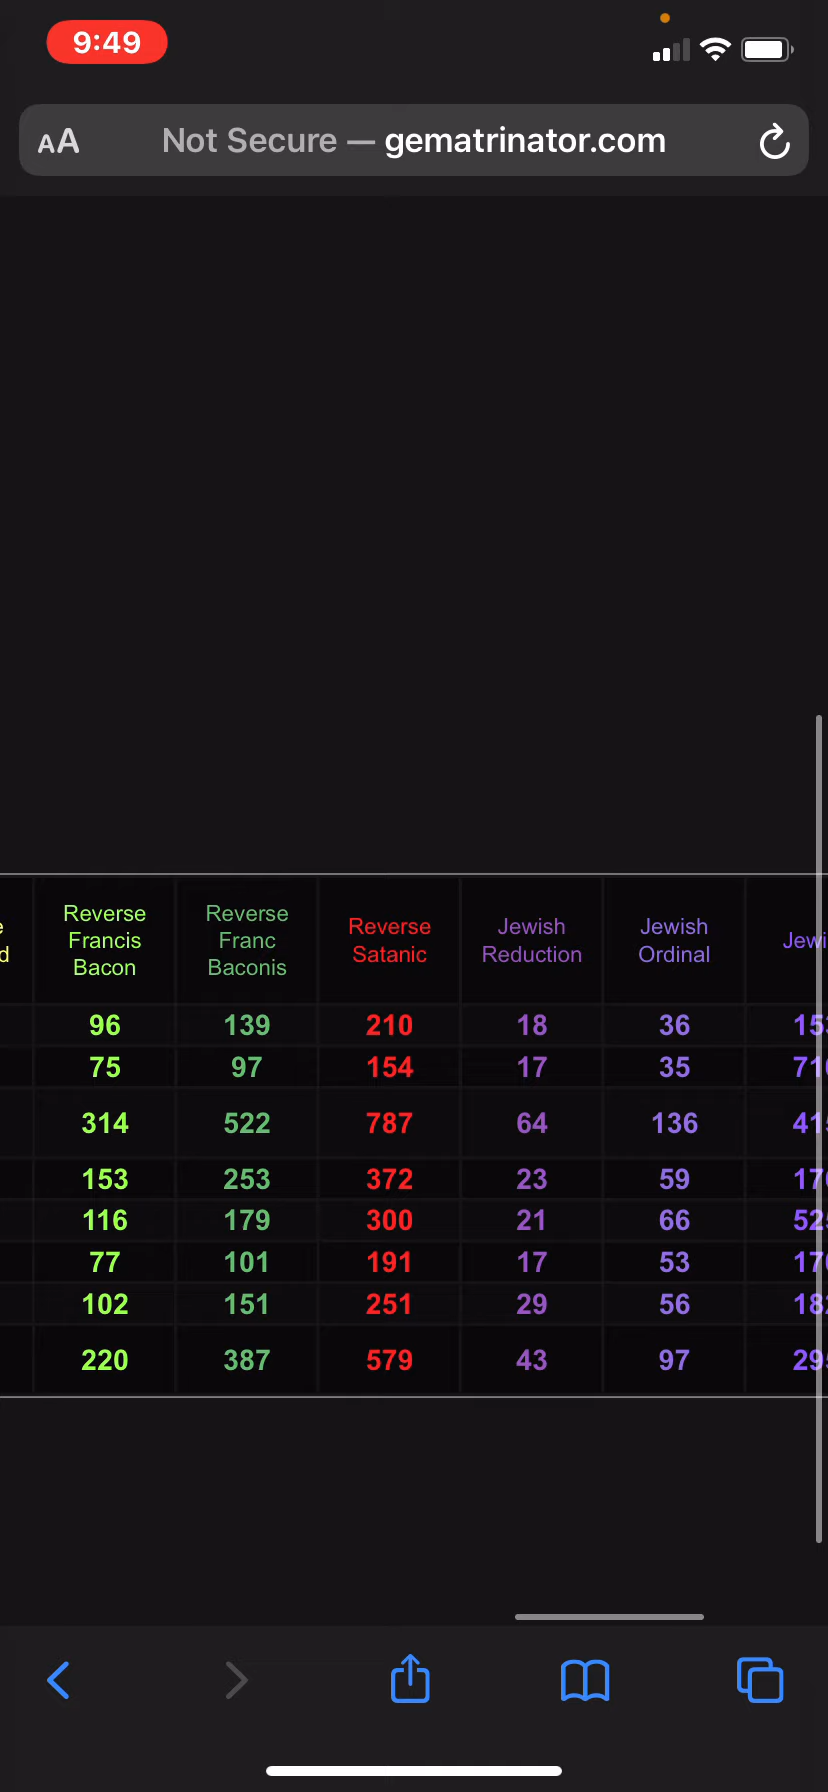 9:49
AA Not Secure — gematrinator.com
Reverse Francis Bacon Reverse Franc Baconis Reverse Satanic Jewish Reduction Jewish Ordinal
96 139 210 18 36
75 97 154 17 35
314 522 787 64 136
153 253 372 23 59
116 179 300 21 66
77 101 191 17 53
102 151 251 29 56
220 387 579 43 97